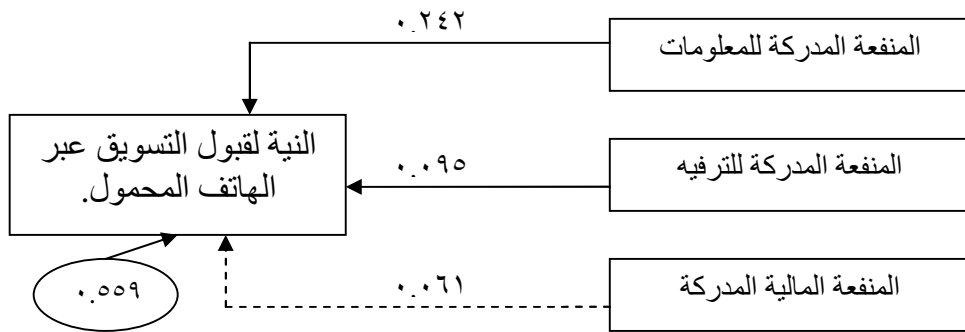 ٠.٢٤٢
المنفعة المدركة للمعلومات
النية لقبول التسويق عبر
الهاتف المحمول.
٠.٠٩٥
المنفعة المدركة للترفيه
٠.٥٥٩
٠.٠٦١
المنفعة المالية المدركة